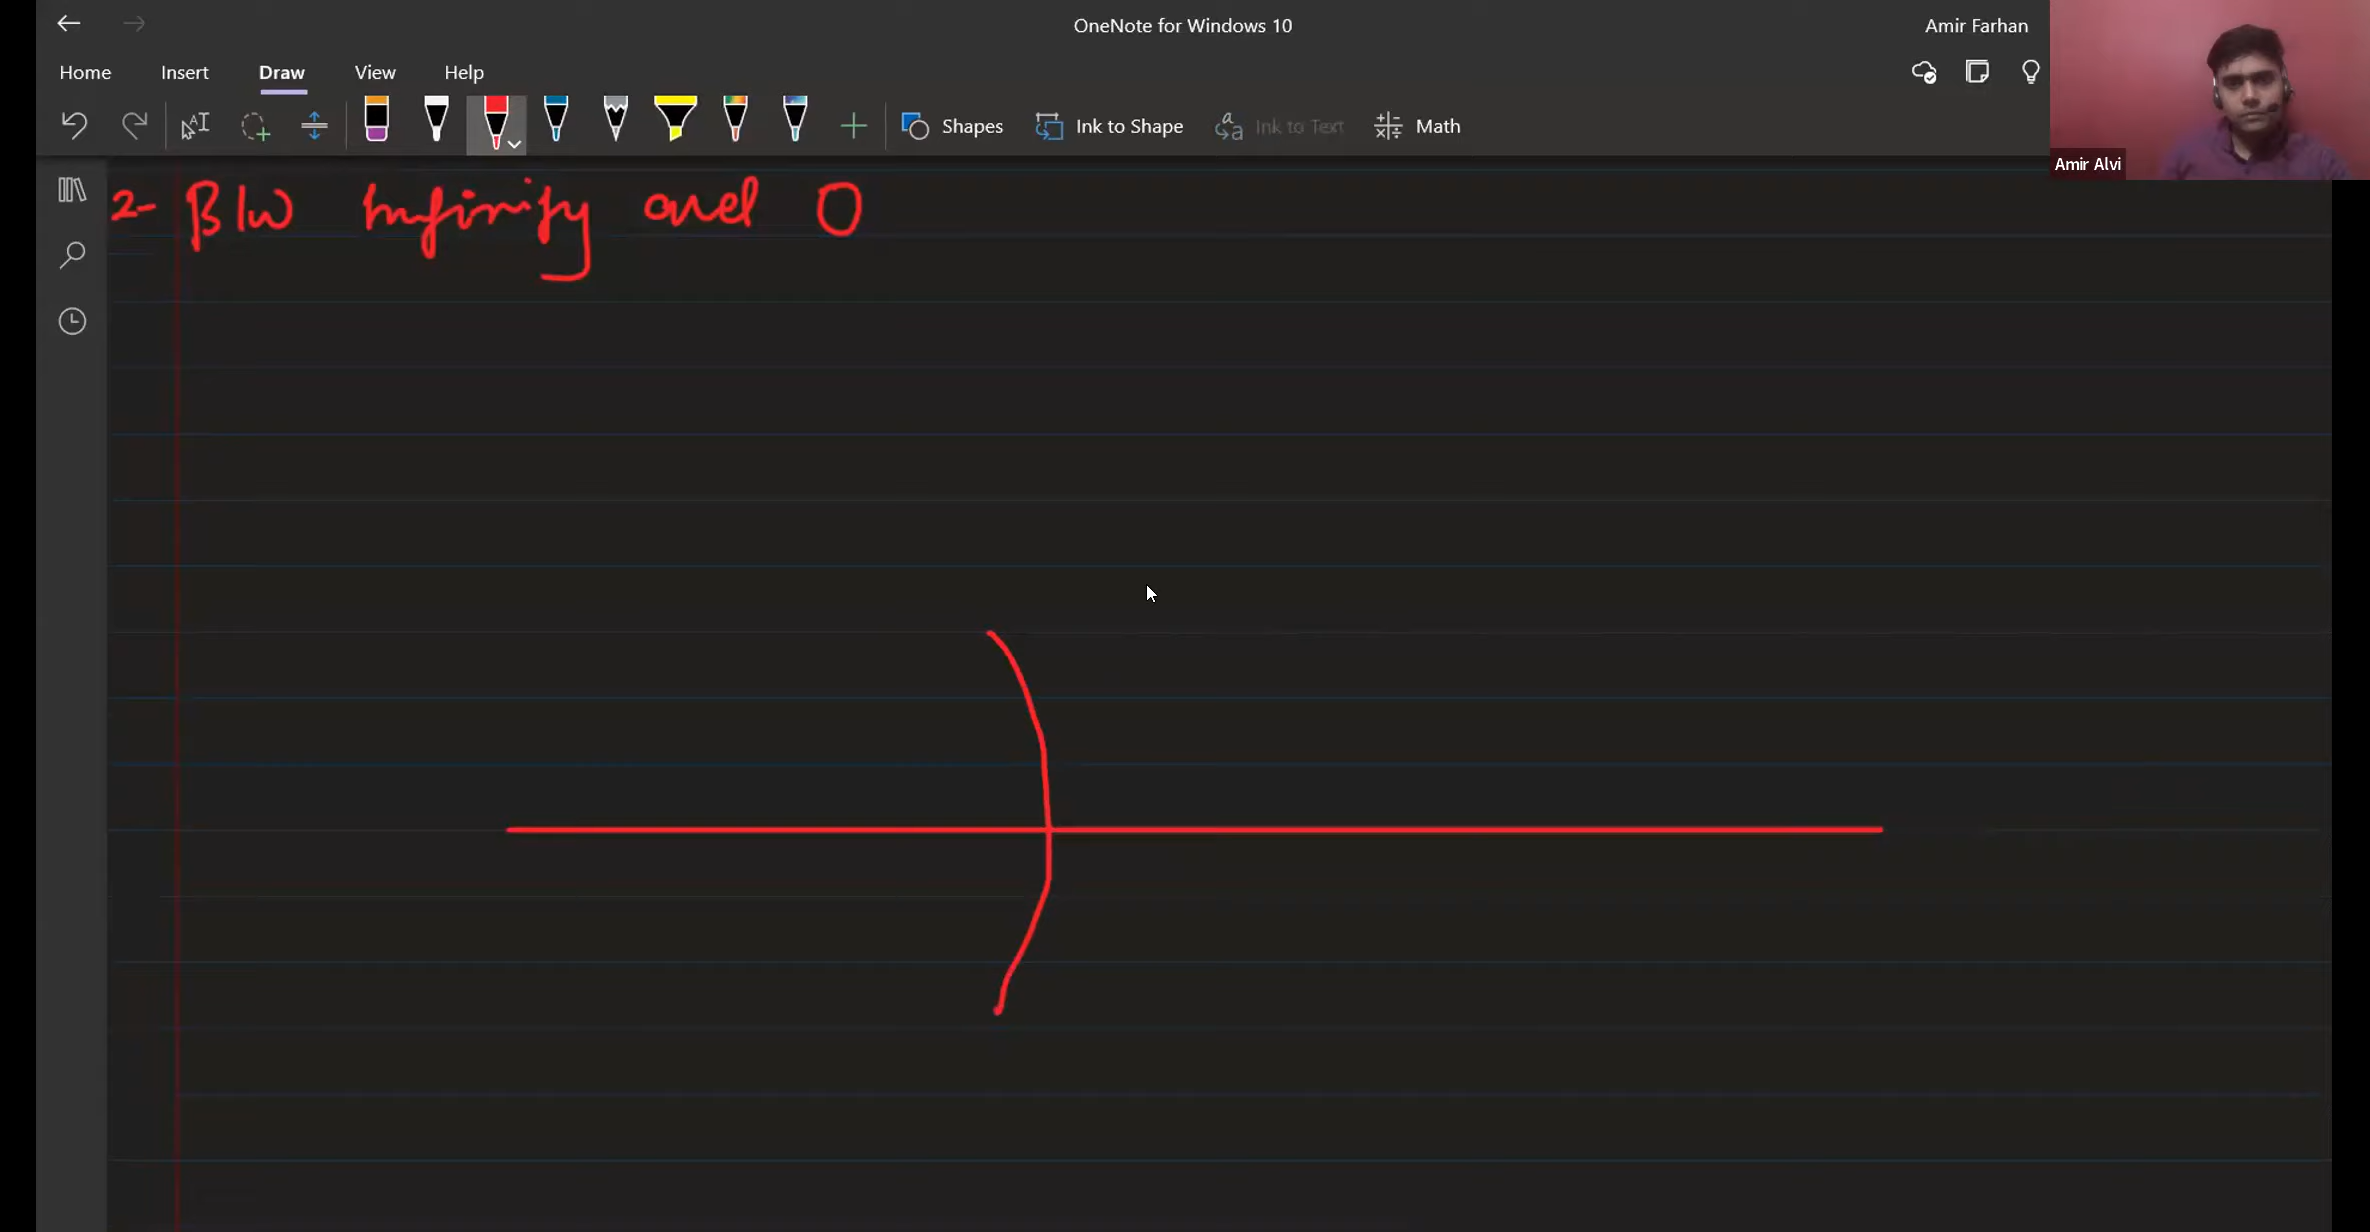 OneNote for Windows 10
Amir Farhan
Home Insert Draw View Help
Shapes Ink to Shape Ink to Text Math
Amir Alvi
2- B/w Infinity and O